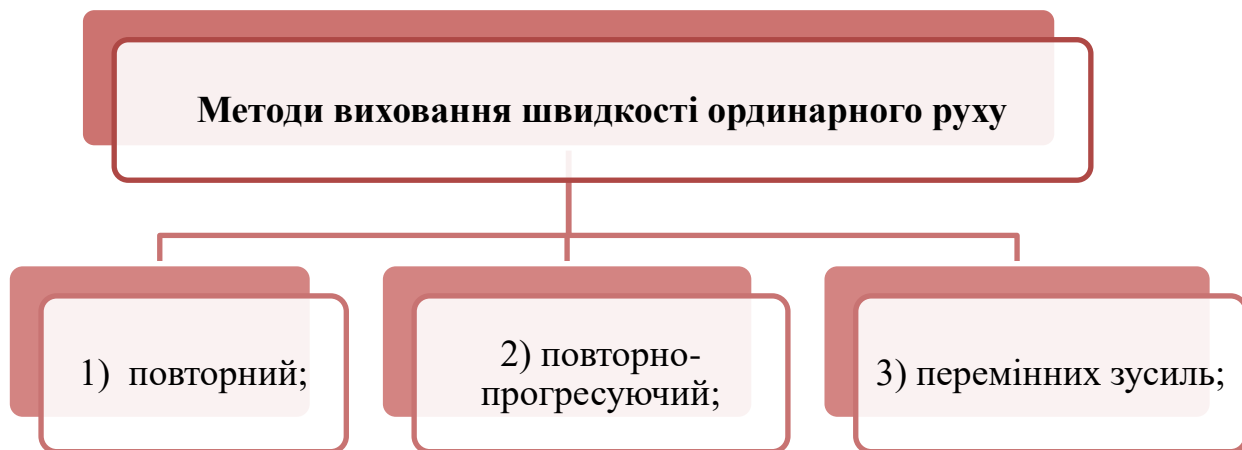 Методи виховання швидкості ординарного руху
1) повторний;
2) повторно-
прогресуючий;
3) перемінних зусиль;